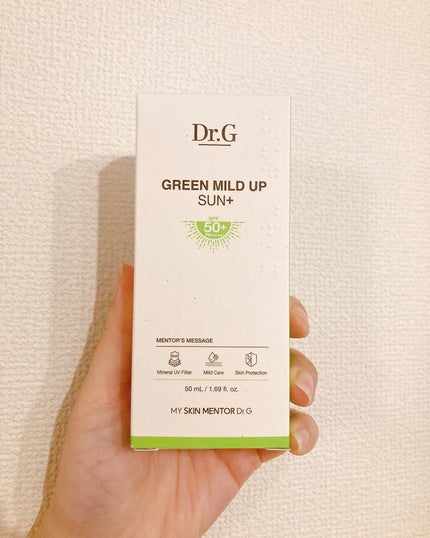 Dr.G
GREEN MILD UP
SUN+
SPF
50+
MENTOR'S MESSAGE
Mineral UV Filter Mild Care Skin Protection
50 mL / 1.69 fl. oz.
MY SKIN MENTOR Dr.G